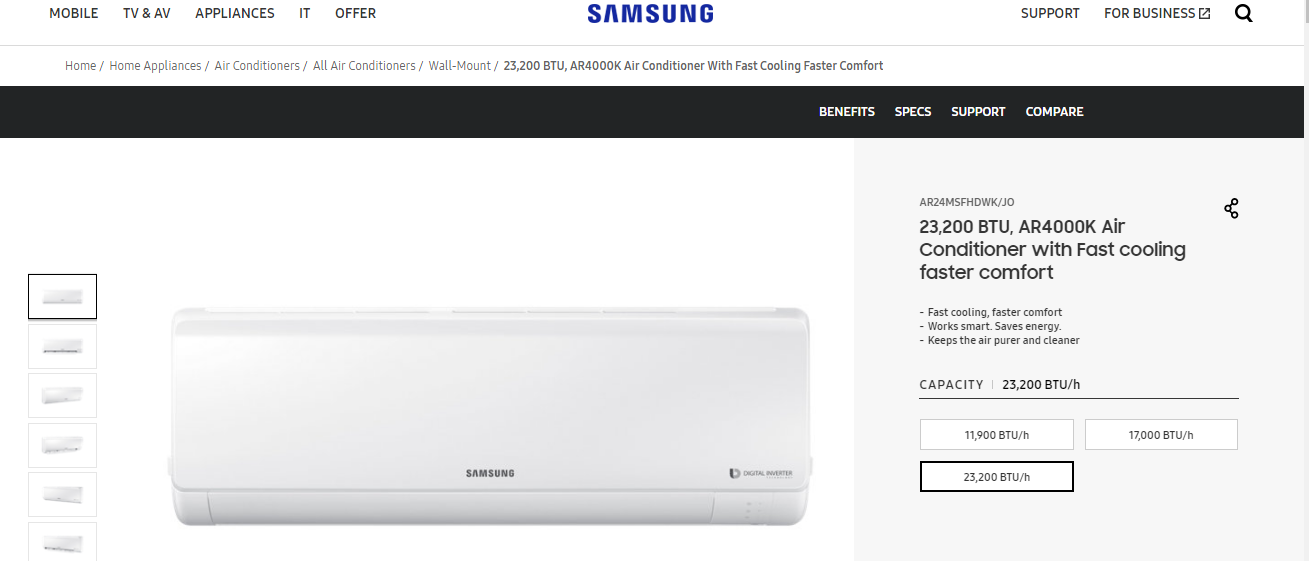 MOBILE TV & AV APPLIANCES IT OFFER SAMSUNG SUPPORT FOR BUSINESS
Home / Home Appliances / Air Conditioners / All Air Conditioners / Wall-Mount / 23,200 BTU, AR4000K Air Conditioner With Fast Cooling Faster Comfort
BENEFITS SPECS SUPPORT COMPARE
SAMSUNG
DIGITAL INVERTER
AR24MSFHDWK/JO
23,200 BTU, AR4000K Air
Conditioner with Fast cooling
faster comfort
- Fast cooling, faster comfort
- Works smart. Saves energy.
- Keeps the air purer and cleaner
CAPACITY | 23,200 BTU/h
11,900 BTU/h 17,000 BTU/h
23,200 BTU/h